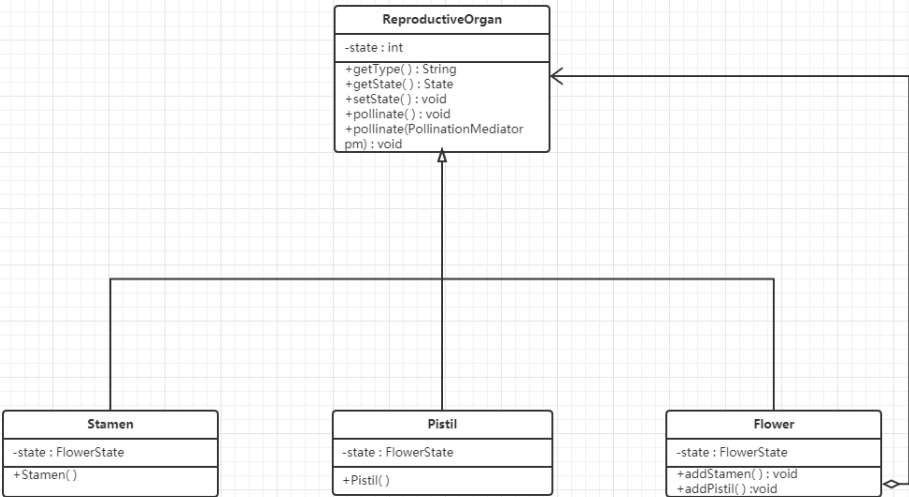 ReproductiveOrgan
-state : int
+getType( ) : String
+getState( ) : State
+setState( ) : void
+pollinate( ) : void
+pollinate(PollinationMediator
pm) : void
Stamen
-state : FlowerState
+Stamen( )
Pistil
-state : FlowerState
+Pistil( )
Flower
-state : FlowerState
+addStamen( ) : void
+addPistil( ) :void